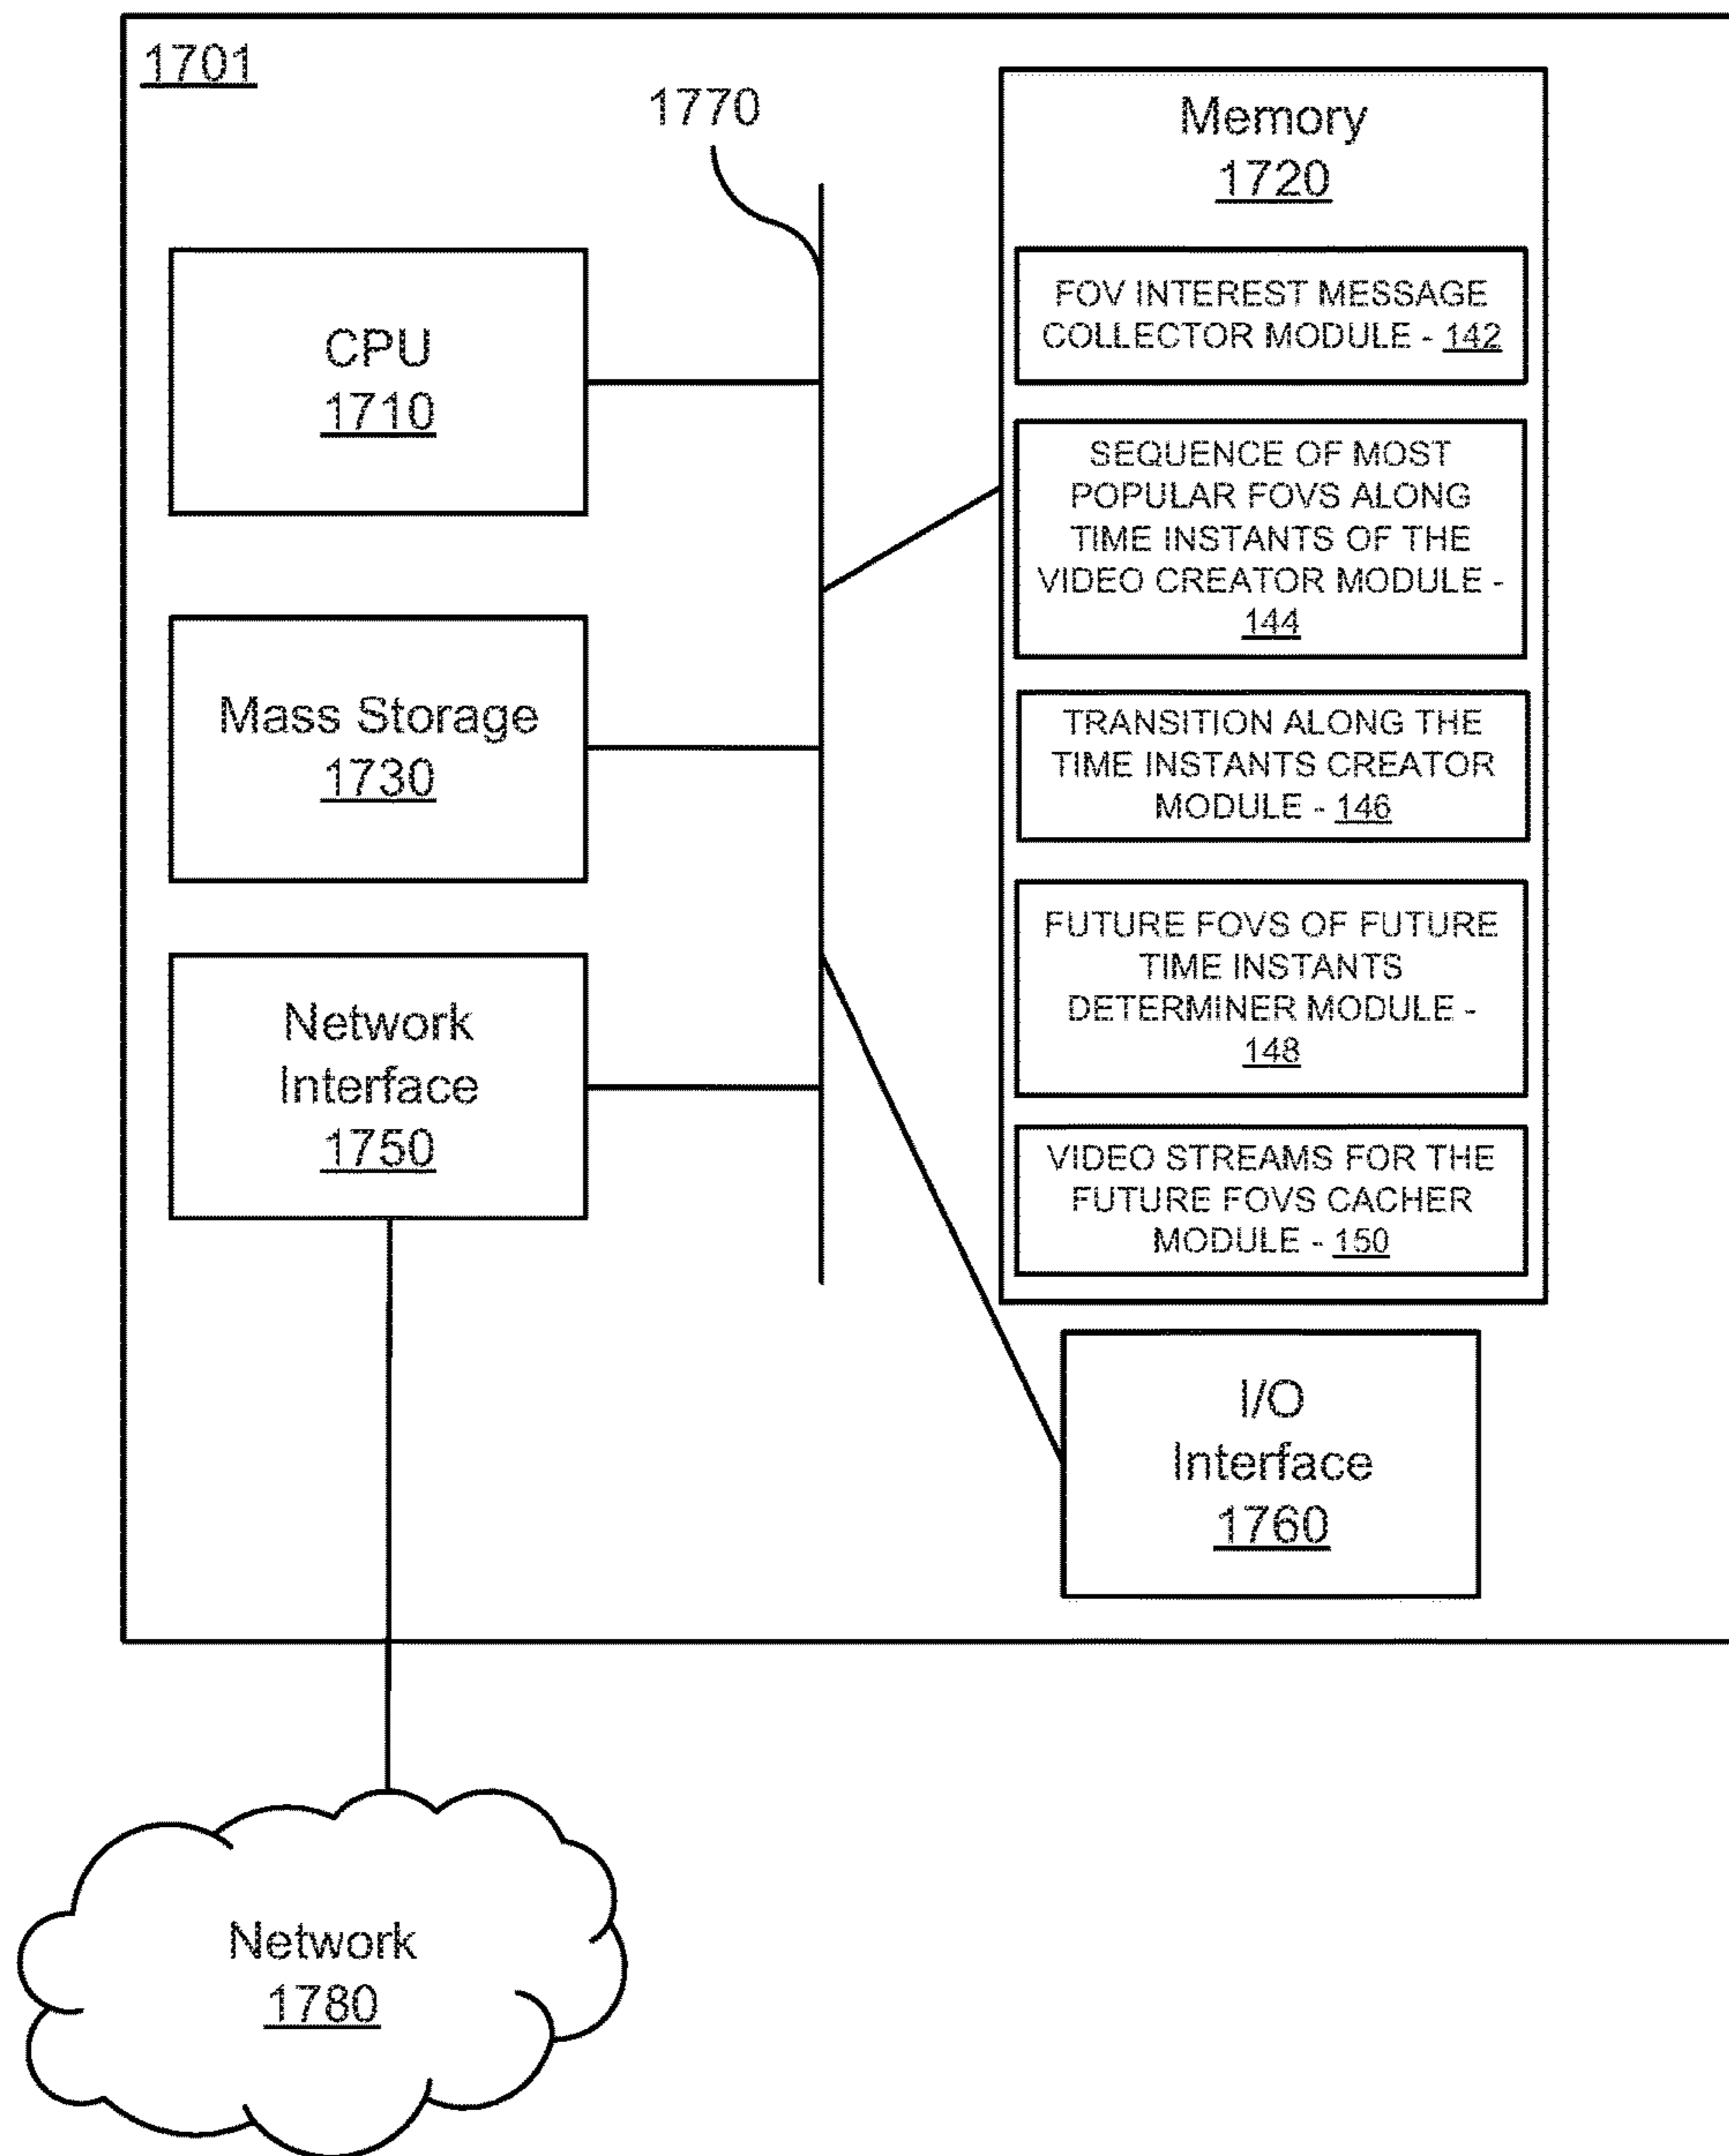 1701
1770
CPU
1710
Mass Storage
1730
Network
Interface
1750
Memory
1720
FOV INTEREST MESSAGE
COLLECTOR MODULE - 142
SEQUENCE OF MOST
POPULAR FOVS ALONG
TIME INSTANTS OF THE
VIDEO CREATOR MODULE -
144
TRANSITION ALONG THE
TIME INSTANTS CREATOR
MODULE - 146
FUTURE FOVS OF FUTURE
TIME INSTANTS
DETERMINER MODULE -
148
VIDEO STREAMS FOR THE
FUTURE FOVS CACHER
MODULE - 150
I/O
Interface
1760
Network
1780